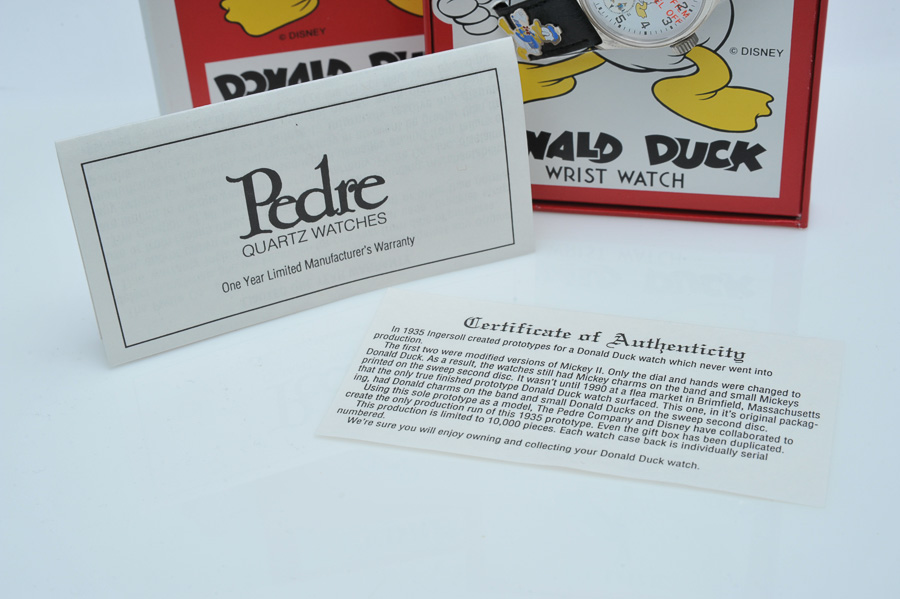 © DISNEY
DONALD DU
© DISNEY
NALD DUCK
WRIST WATCH
5 4 3 2
Pedre
QUARTZ WATCHES
One Year Limited Manufacturer's Warranty
Certificate of Authenticity
In 1935 Ingersoll created prototypes for a Donald Duck watch which never went into
production.
The first two were modified versions of Mickey II. Only the dial and hands were changed to
Donald Duck. As a result, the watches still had Mickey charms on the band and small Mickeys
printed on the sweep second disc. It wasn't until 1990 at a flea market in Brimfield, Massachusetts
that the only true finished prototype Donald Duck watch surfaced. This one, in it's original packag-
ing, had Donald charms on the band and small Donald Ducks on the sweep second disc.
Using this sole prototype as a model, The Pedre Company and Disney have collaborated to
create the only production run of this 1935 prototype. Even the gift box has been duplicated.
This production is limited to 10,000 pieces. Each watch case back is individually serial
numbered.
We're sure you will enjoy owning and collecting your Donald Duck watch.